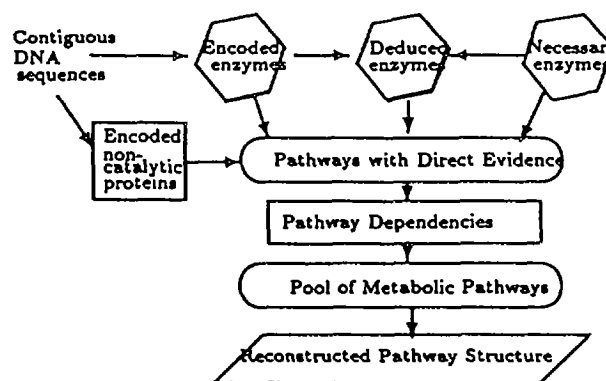 Contiguous
DNA
sequences
Encoded
enzymes
Deduced
enzymes
Necessar
enzymes
Encoded
non-
catalytic
proteins
Pathways with Direct Evidence
Pathway Dependencies
Pool of Metabolic Pathways
Reconstructed Pathway Structure